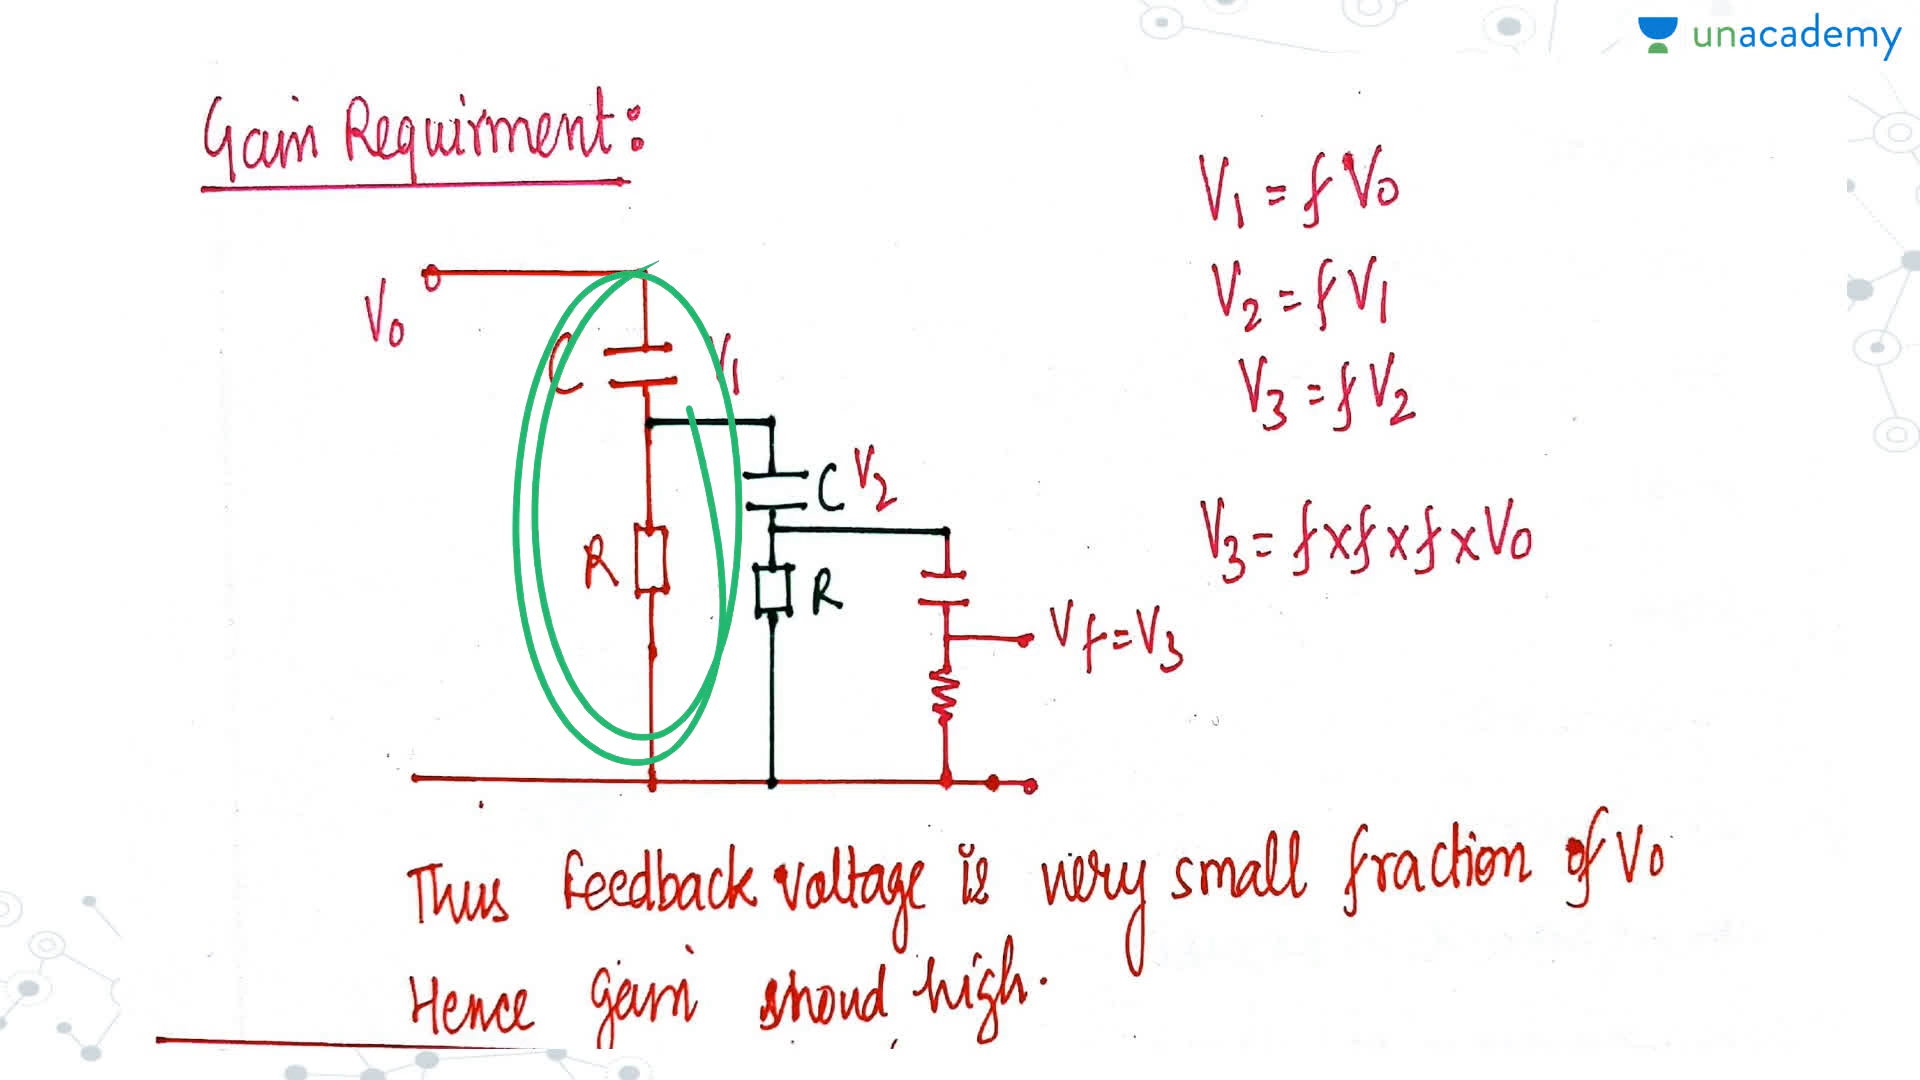 unacademy
Gain Requirment:
V1 = f V0
V2 = f V1
V3 = f V2
V3 = f x f x f x V0
V0
C
V1
C
V2
R
R
Vf = V3
Thus feedback voltage is very small fraction of V0
Hence gain shoud high.